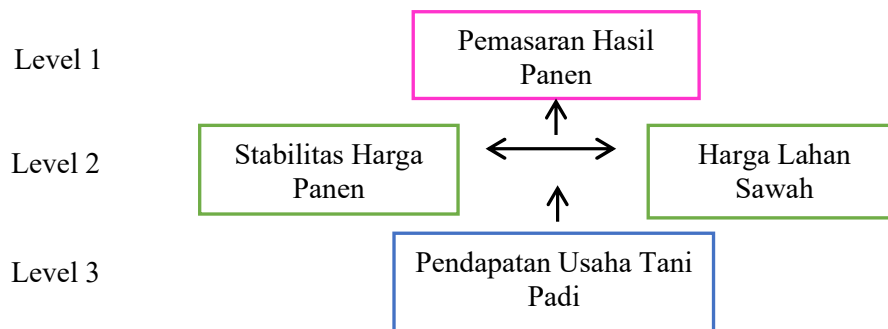 Level 1
Pemasaran Hasil
Panen
Level 2
Stabilitas Harga
Panen
Harga Lahan
Sawah
Level 3
Pendapatan Usaha Tani
Padi